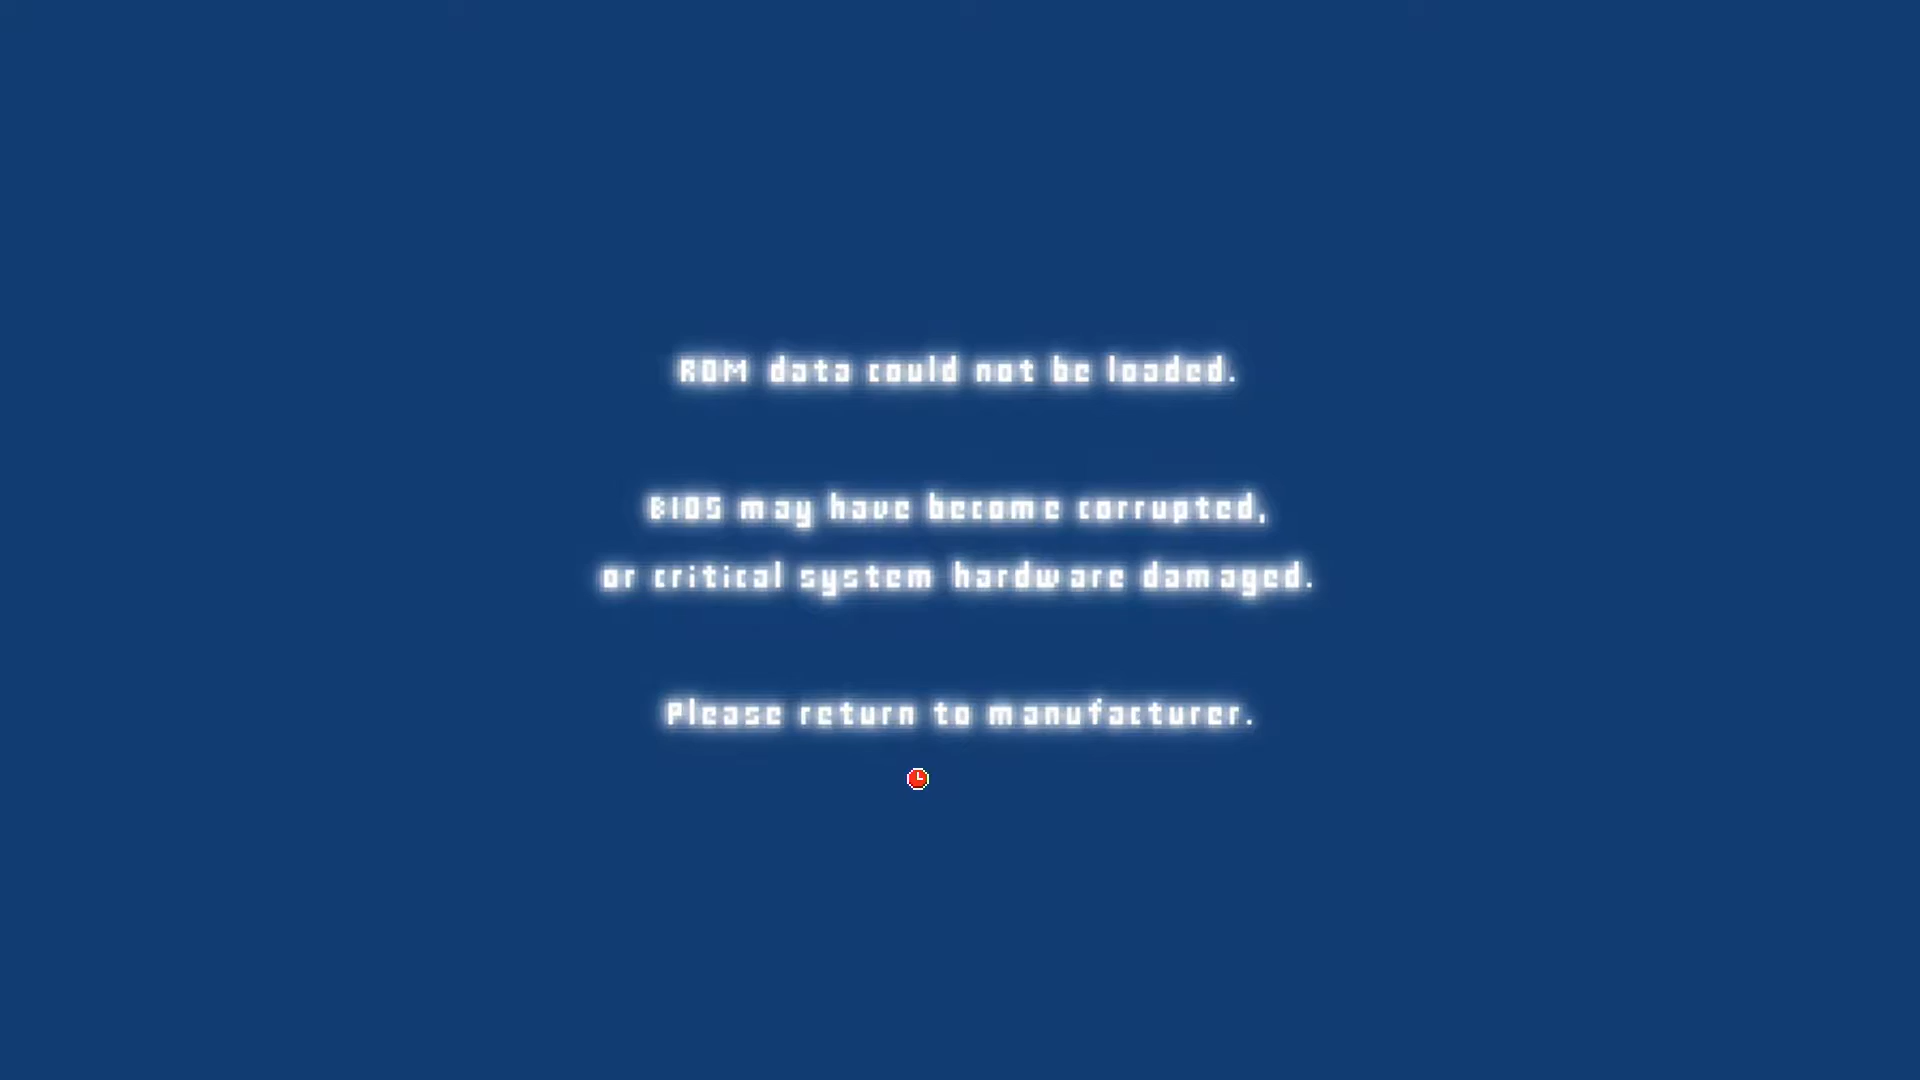 ROM data could not be loaded.
BIOS may have become corrupted,
or critical system hardware damaged.
Please return to manufacturer.